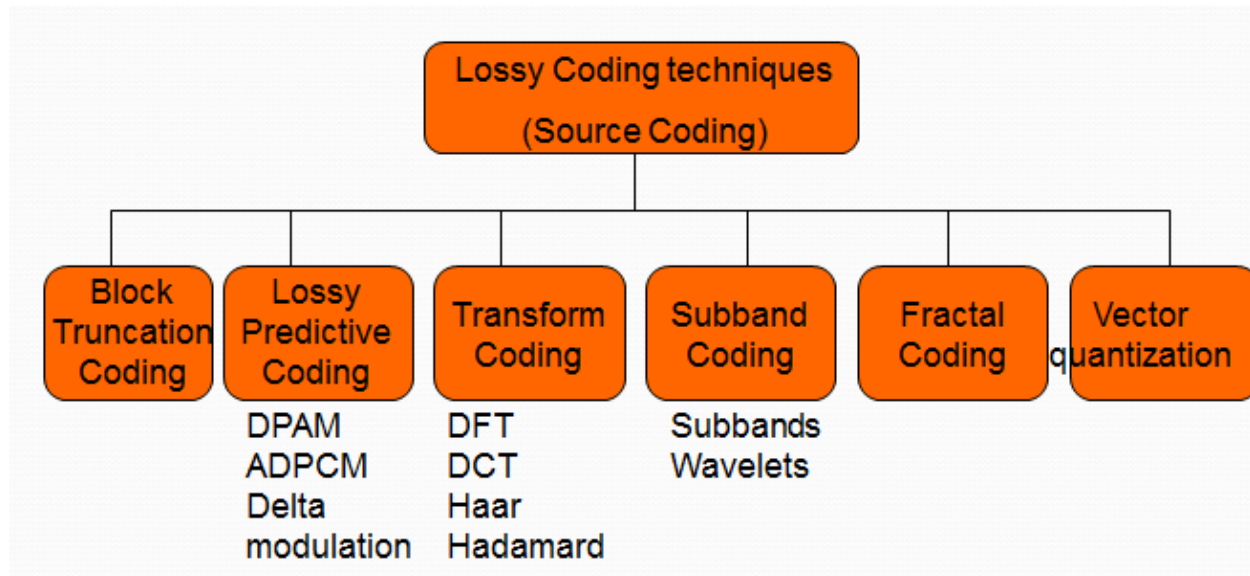 Lossy Coding techniques
(Source Coding)
Block
Truncation
Coding
Lossy
Predictive
Coding
Transform
Coding
Subband
Coding
Fractal
Coding
Vector
quantization
DPAM
ADPCM
Delta
modulation
DFT
DCT
Haar
Hadamard
Subbands
Wavelets